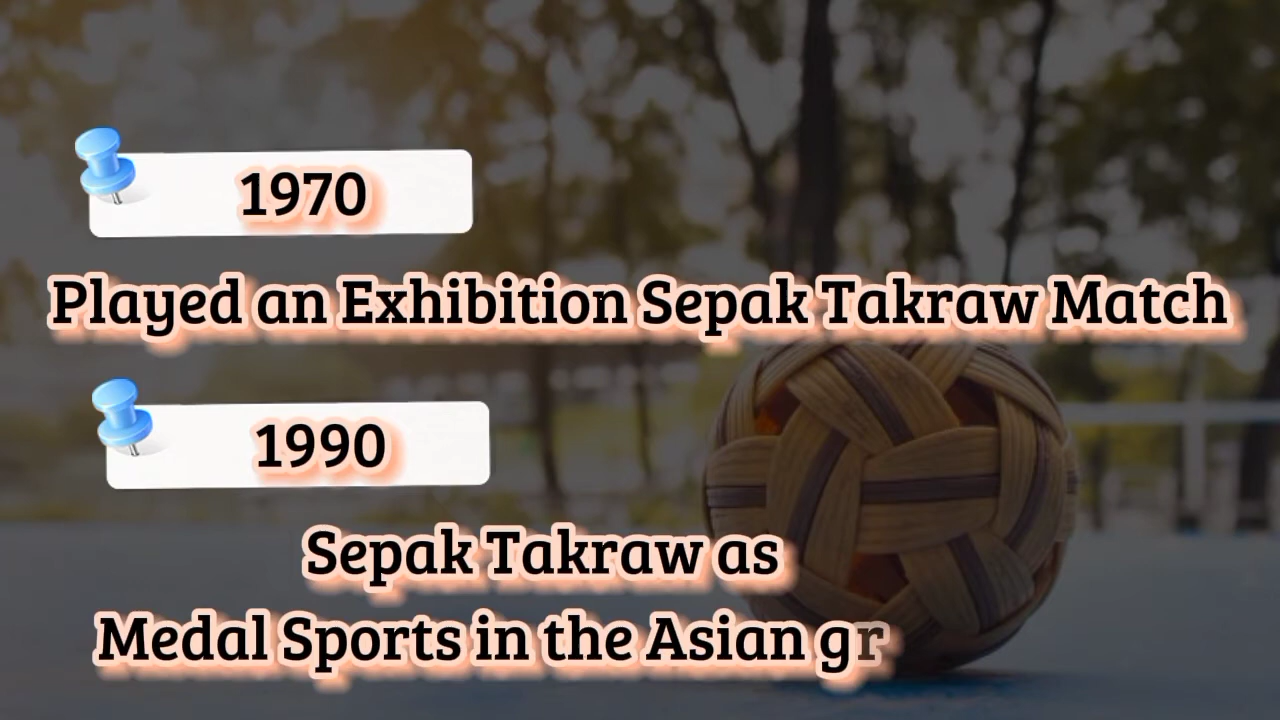 1970
Played an Exhibition Sepak Takraw Match
1990
Sepak Takraw as
Medal Sports in the Asian gr